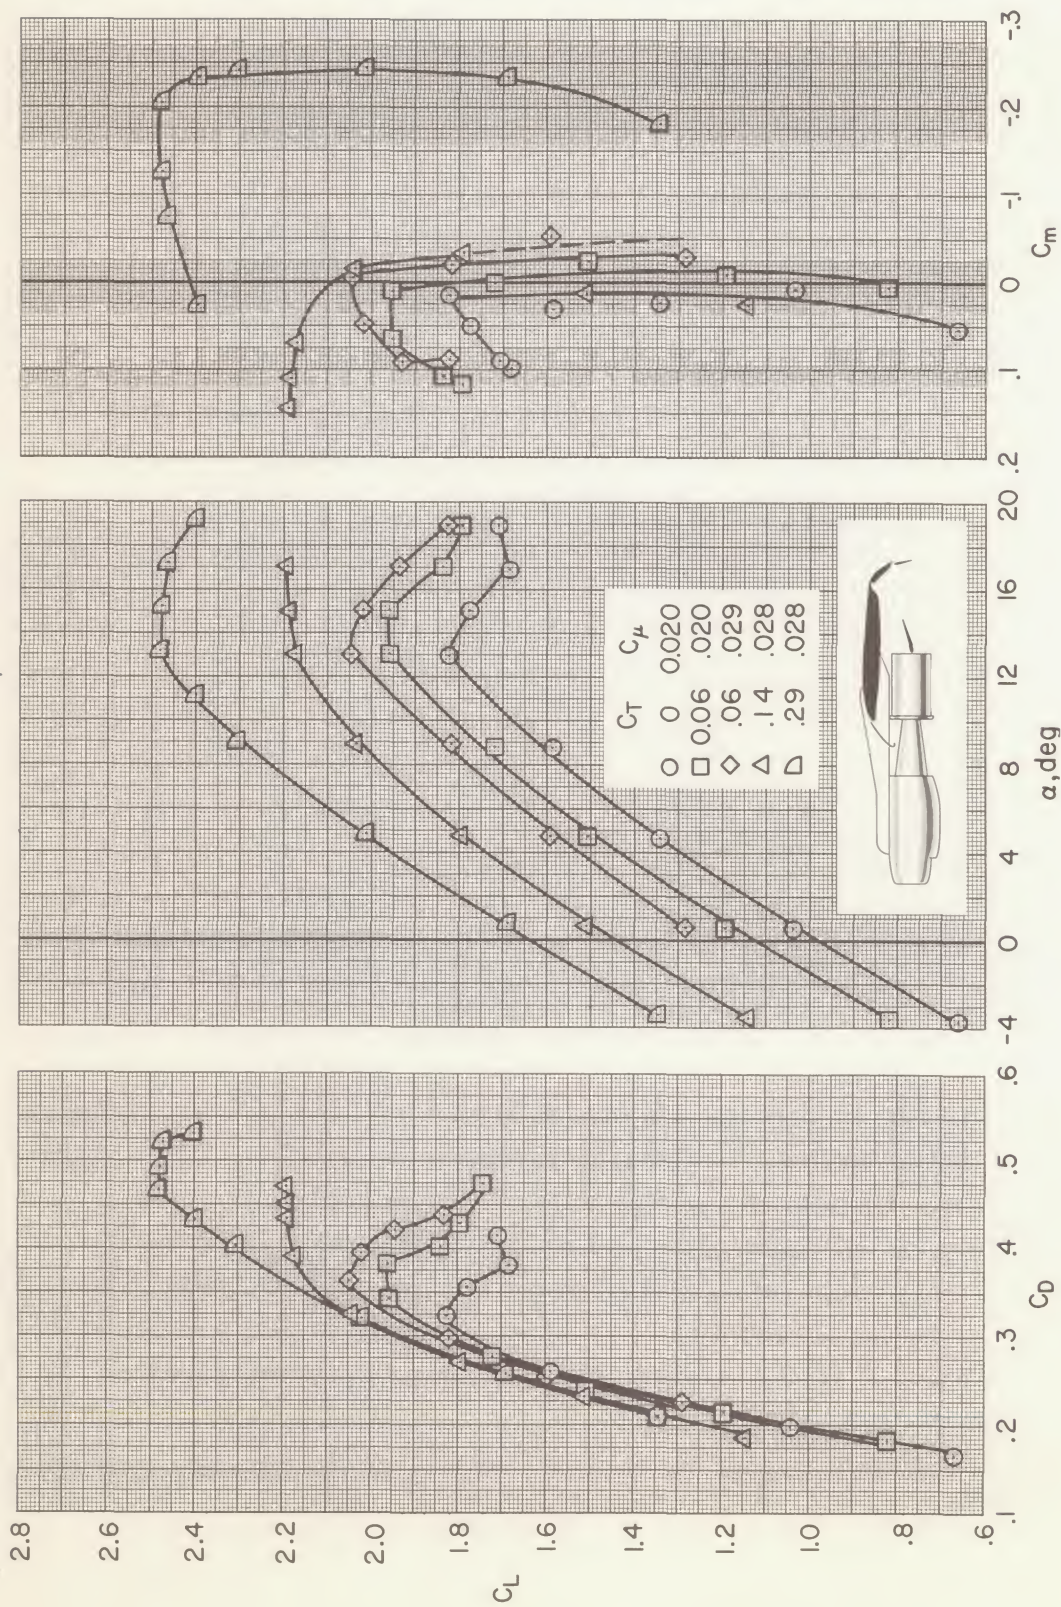 2.8
2.6
2.4
2.2
2.0
1.8
1.6
1.4
1.2
1.0
.8
.6
C_L
.1 .2 .3 .4 .5 .6
C_D
-4 0 4 8 12 16 20
α, deg
.2 .1 0 -.1 -.2 -.3
C_m
C_T C_μ
0 0.020
0.06 .020
.06 .029
.14 .028
.29 .028